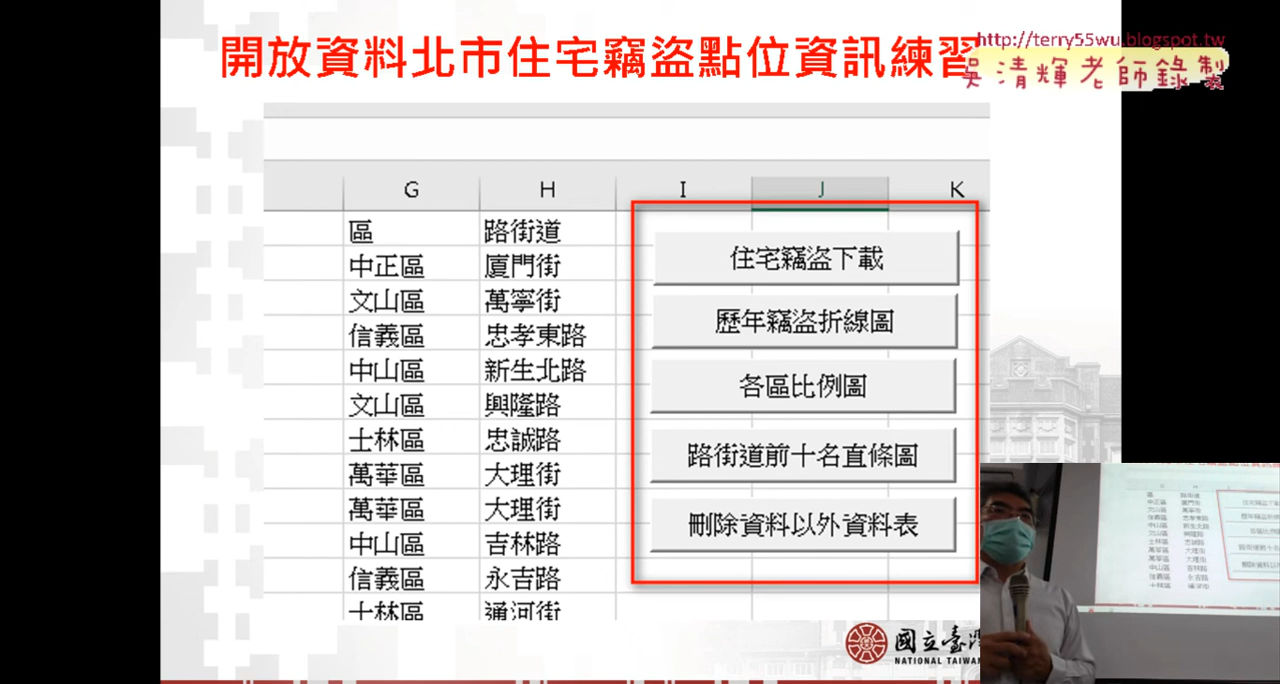 開放資料北市住宅竊盜點位資訊練習
http://terry55wu.blogspot.tw
吳清輝老師錄製
G H I J K
區 路街道
中正區 廈門街
文山區 萬寧街
信義區 忠孝東路
中山區 新生北路
文山區 興隆路
士林區 忠誠路
萬華區 大理街
萬華區 大理街
中山區 吉林路
信義區 永吉路
士林區 通河街
住宅竊盜下載
歷年竊盜折線圖
各區比例圖
路街道前十名直條圖
刪除資料以外資料表
國立臺灣
NATIONAL TAIWAN